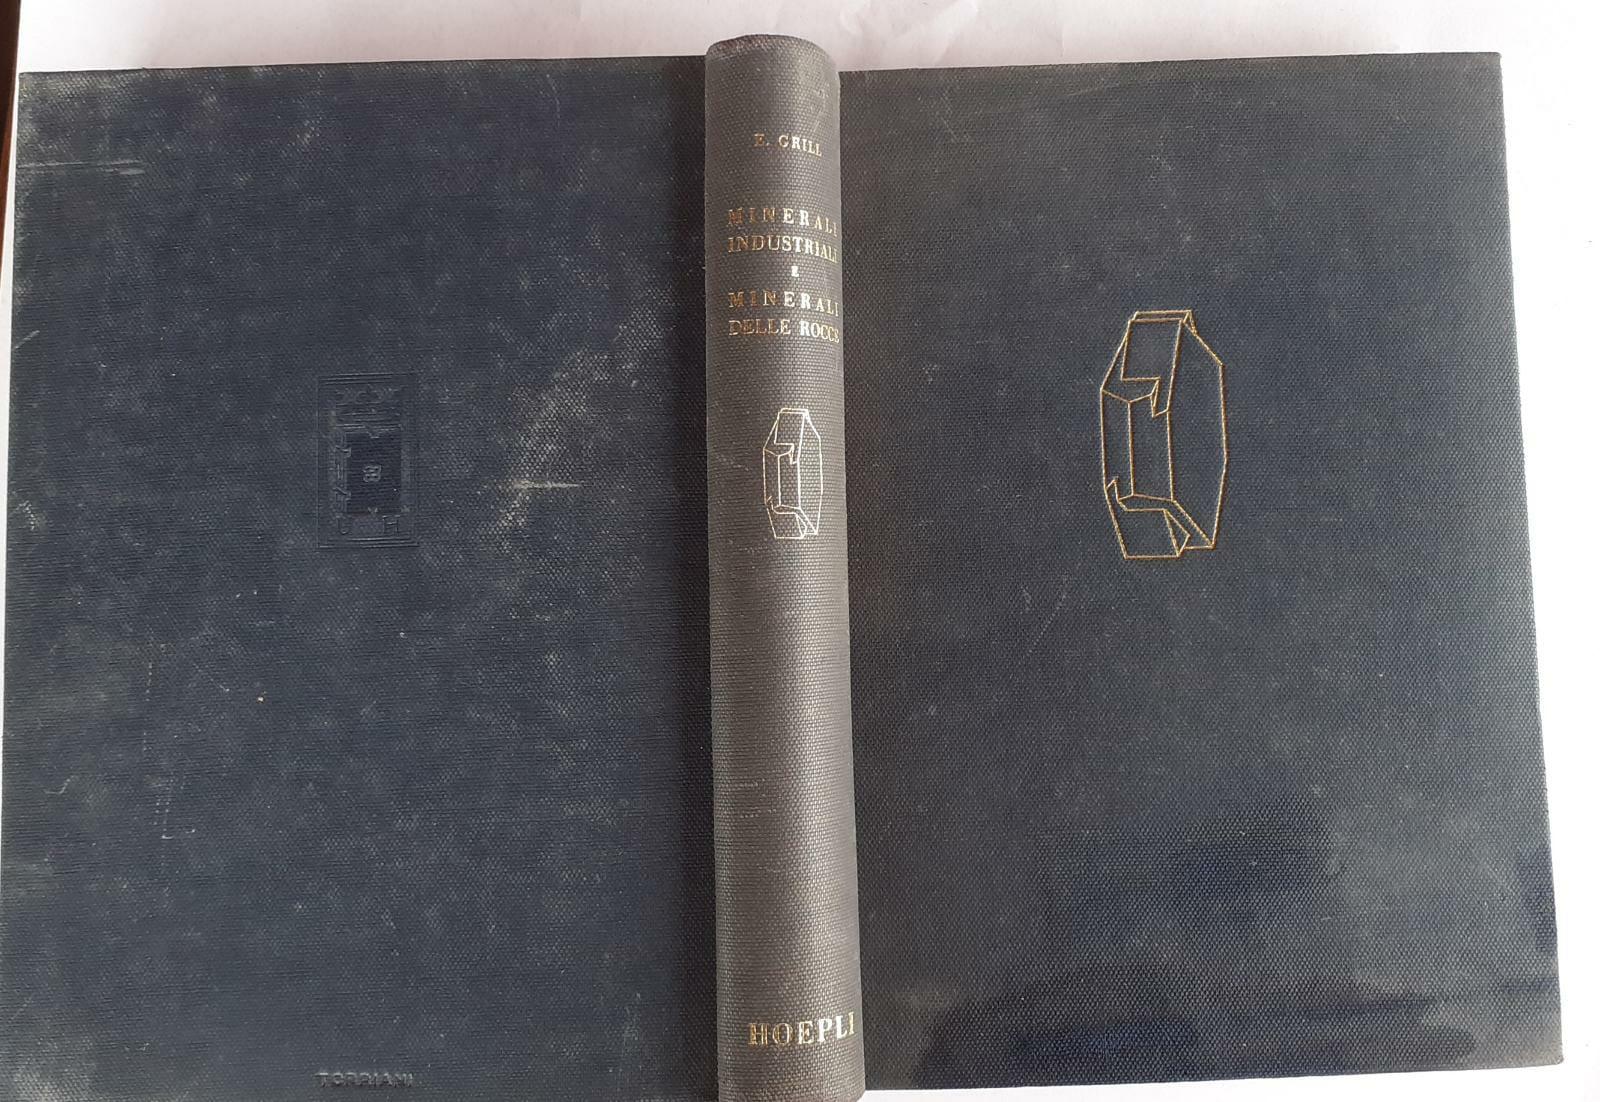 E. GRILL
MINERALI
INDUSTRIALI
E
MINERALI
DELLE ROCCE
HOEPLI
TORRIANI